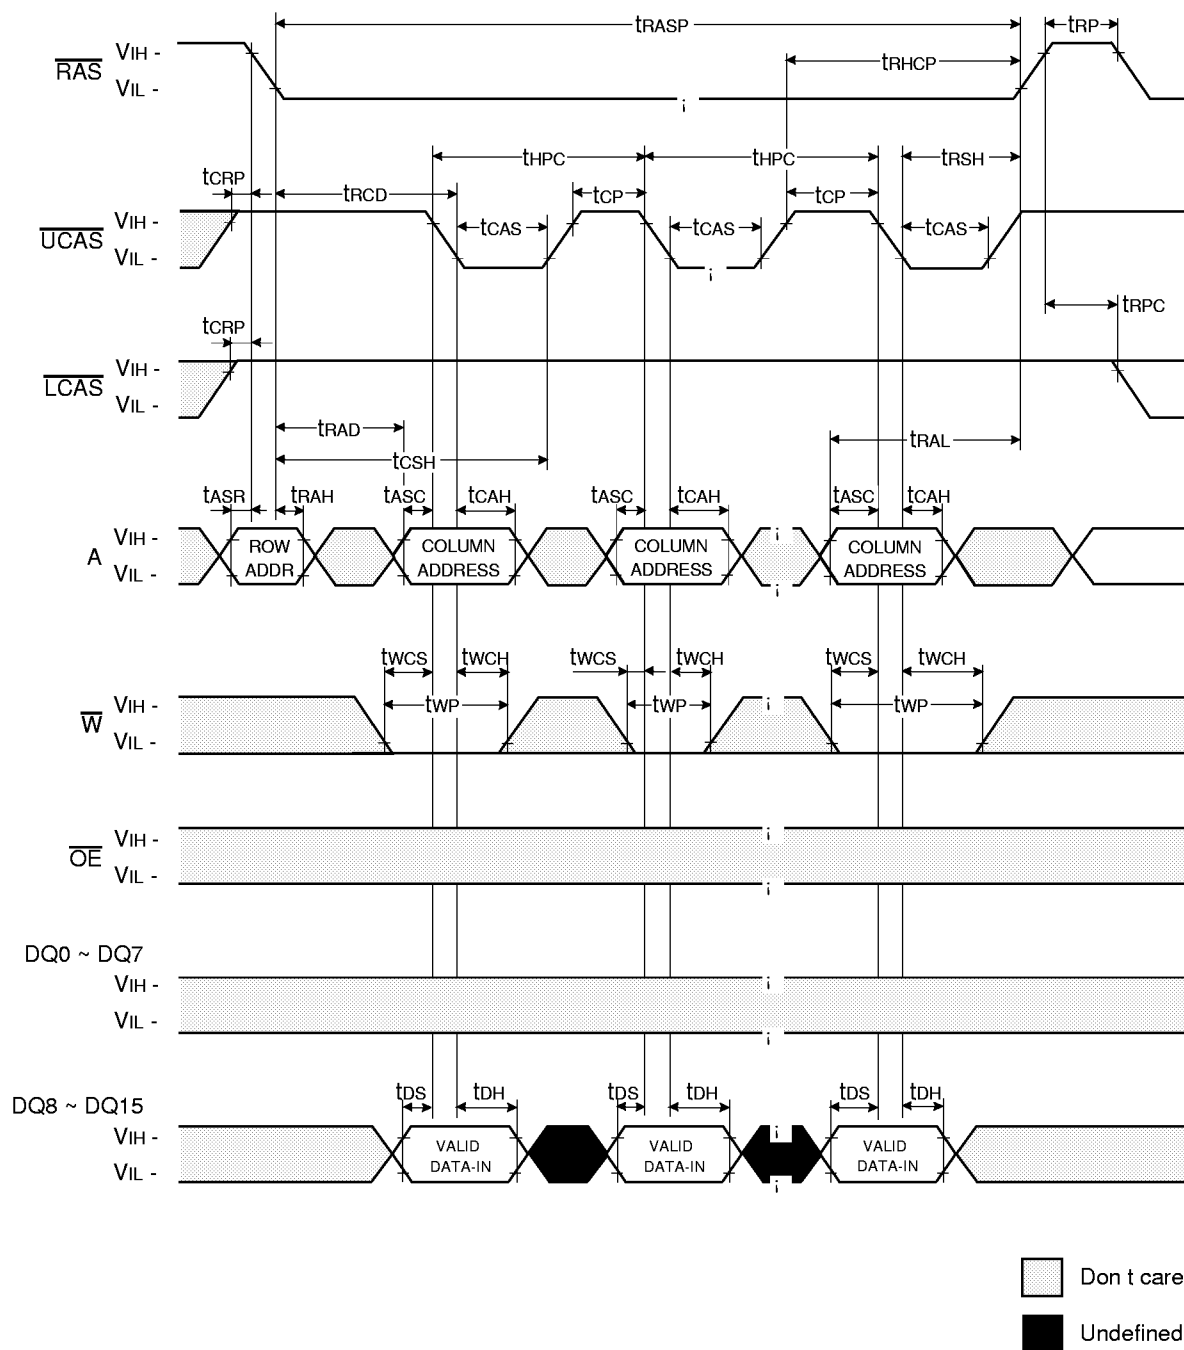 tRASP tRP
RAS VIH - tRHCP
VIL -
tHPC tHPC tRSH
tCRP tRCD tCP tCP
UCAS VIH - tCAS tCAS tCAS
VIL -
tRPC
tCRP
LCAS VIH -
VIL -
tRAD tRAL
tCSH
tASR tRAH tASC tCAH tASC tCAH tASC tCAH
A VIH - ROW COLUMN COLUMN COLUMN
VIL - ADDR ADDRESS ADDRESS ADDRESS
tWCS tWCH tWCS tWCH tWCS tWCH
W VIH - tWP tWP tWP
VIL -
OE VIH -
VIL -
DQ0 ~ DQ7
VIH -
VIL -
tDS tDH tDS tDH tDS tDH
DQ8 ~ DQ15
VIH - VALID VALID VALID
VIL - DATA-IN DATA-IN DATA-IN
Don t care
Undefined